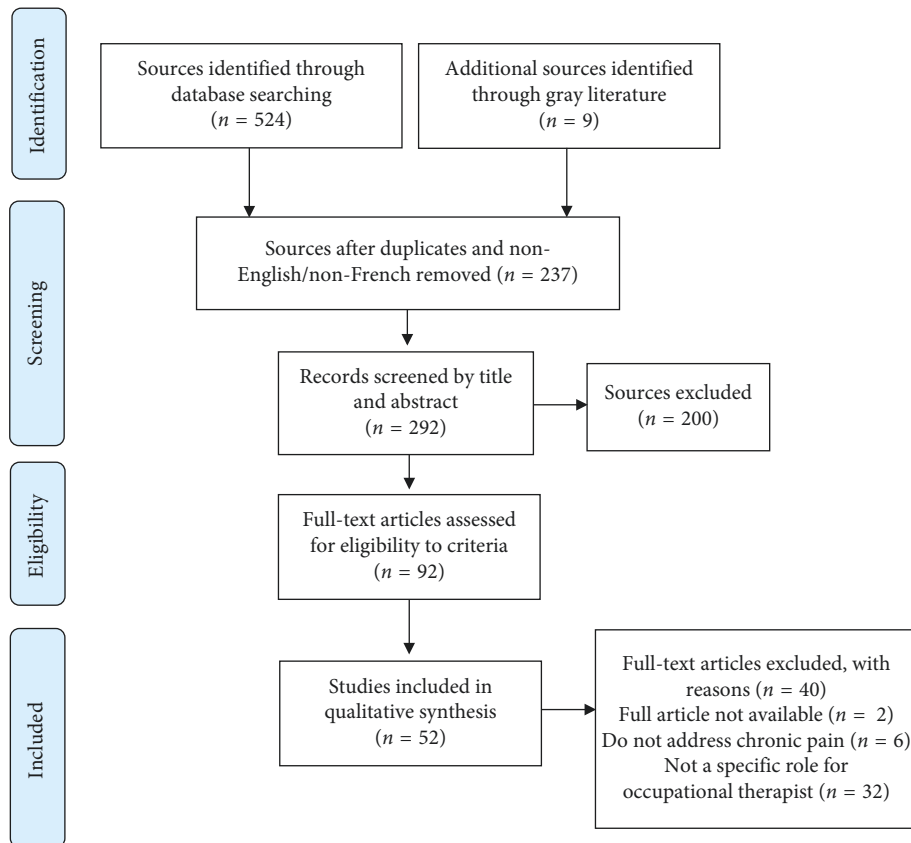 Identification
Sources identified through
database searching
(n = 524)
Additional sources identified
through gray literature
(n = 9)
Screening
Sources after duplicates and non-
English/non-French removed (n = 237)
Records screened by title
and abstract
(n = 292)
Sources excluded
(n = 200)
Eligibility
Full-text articles assessed
for eligibility to criteria
(n = 92)
Included
Studies included in
qualitative synthesis
(n = 52)
Full-text articles excluded, with
reasons (n = 40)
Full article not available (n = 2)
Do not address chronic pain (n = 6)
Not a specific role for
occupational therapist (n = 32)